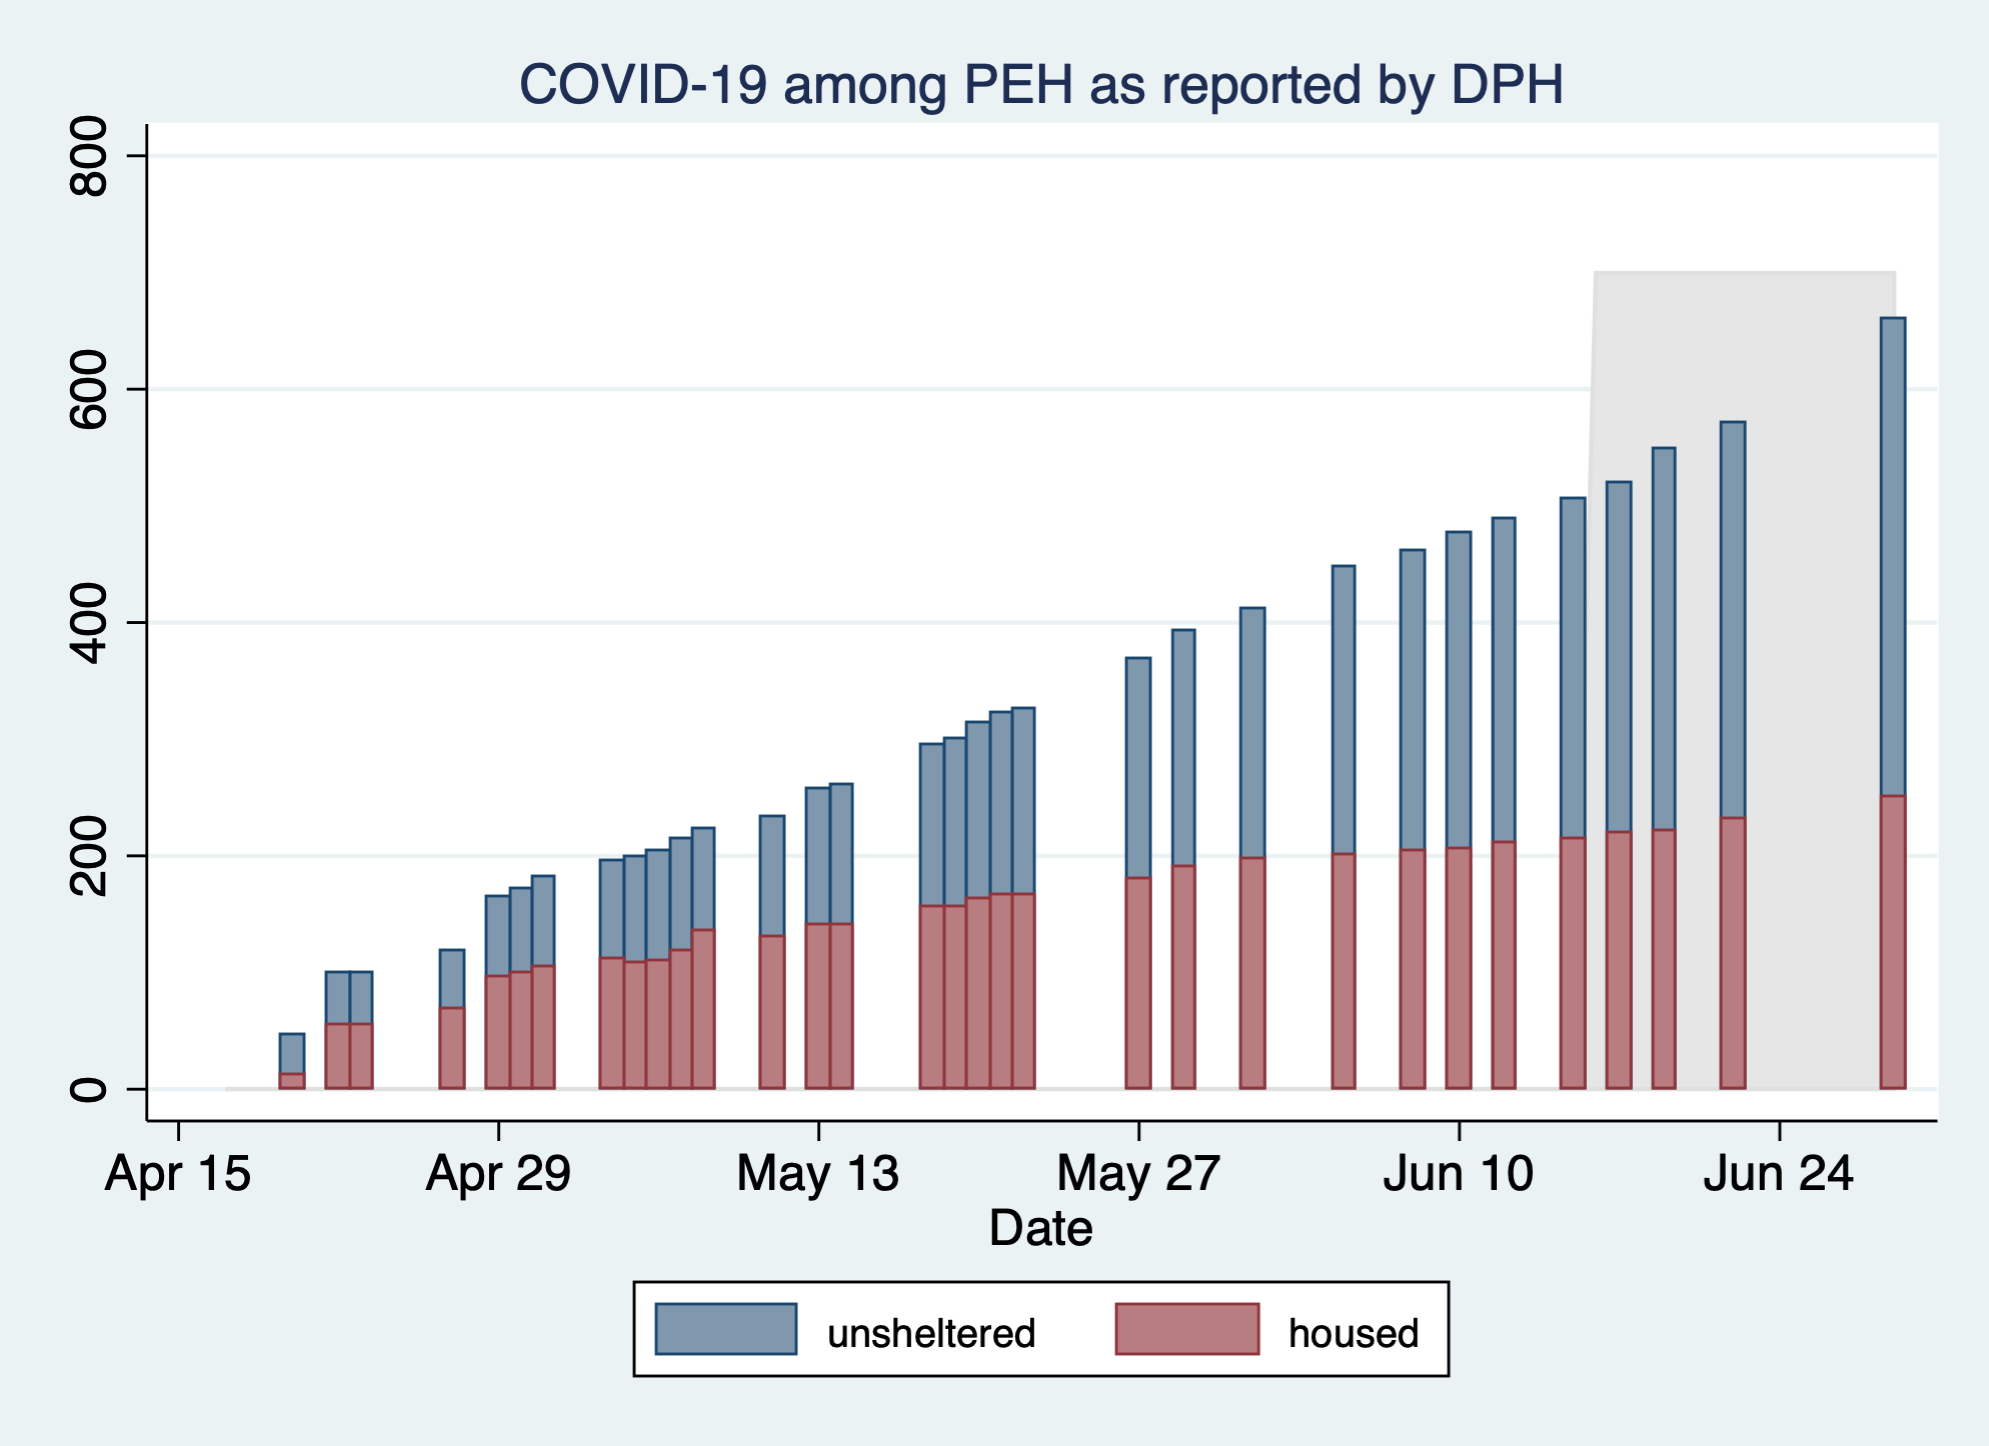 COVID-19 among PEH as reported by DPH
800
600
400
200
0
Apr 15 Apr 29 May 13 May 27 Jun 10 Jun 24
Date
unsheltered housed